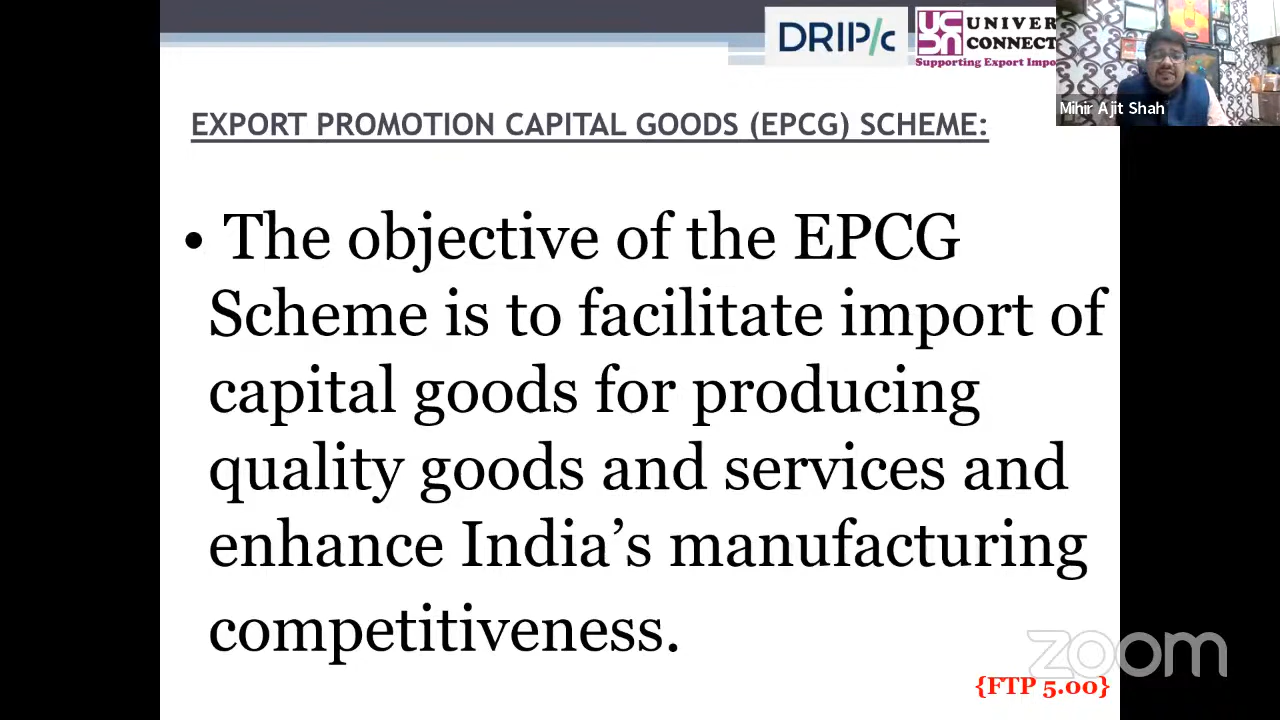 DRIP/c
UCDN
UNIVER
CONNECT
Supporting Export Impo
Mihir Ajit Shah
EXPORT PROMOTION CAPITAL GOODS (EPCG) SCHEME:
• The objective of the EPCG
Scheme is to facilitate import of
capital goods for producing
quality goods and services and
enhance India’s manufacturing
competitiveness.
zoom
{FTP 5.00}